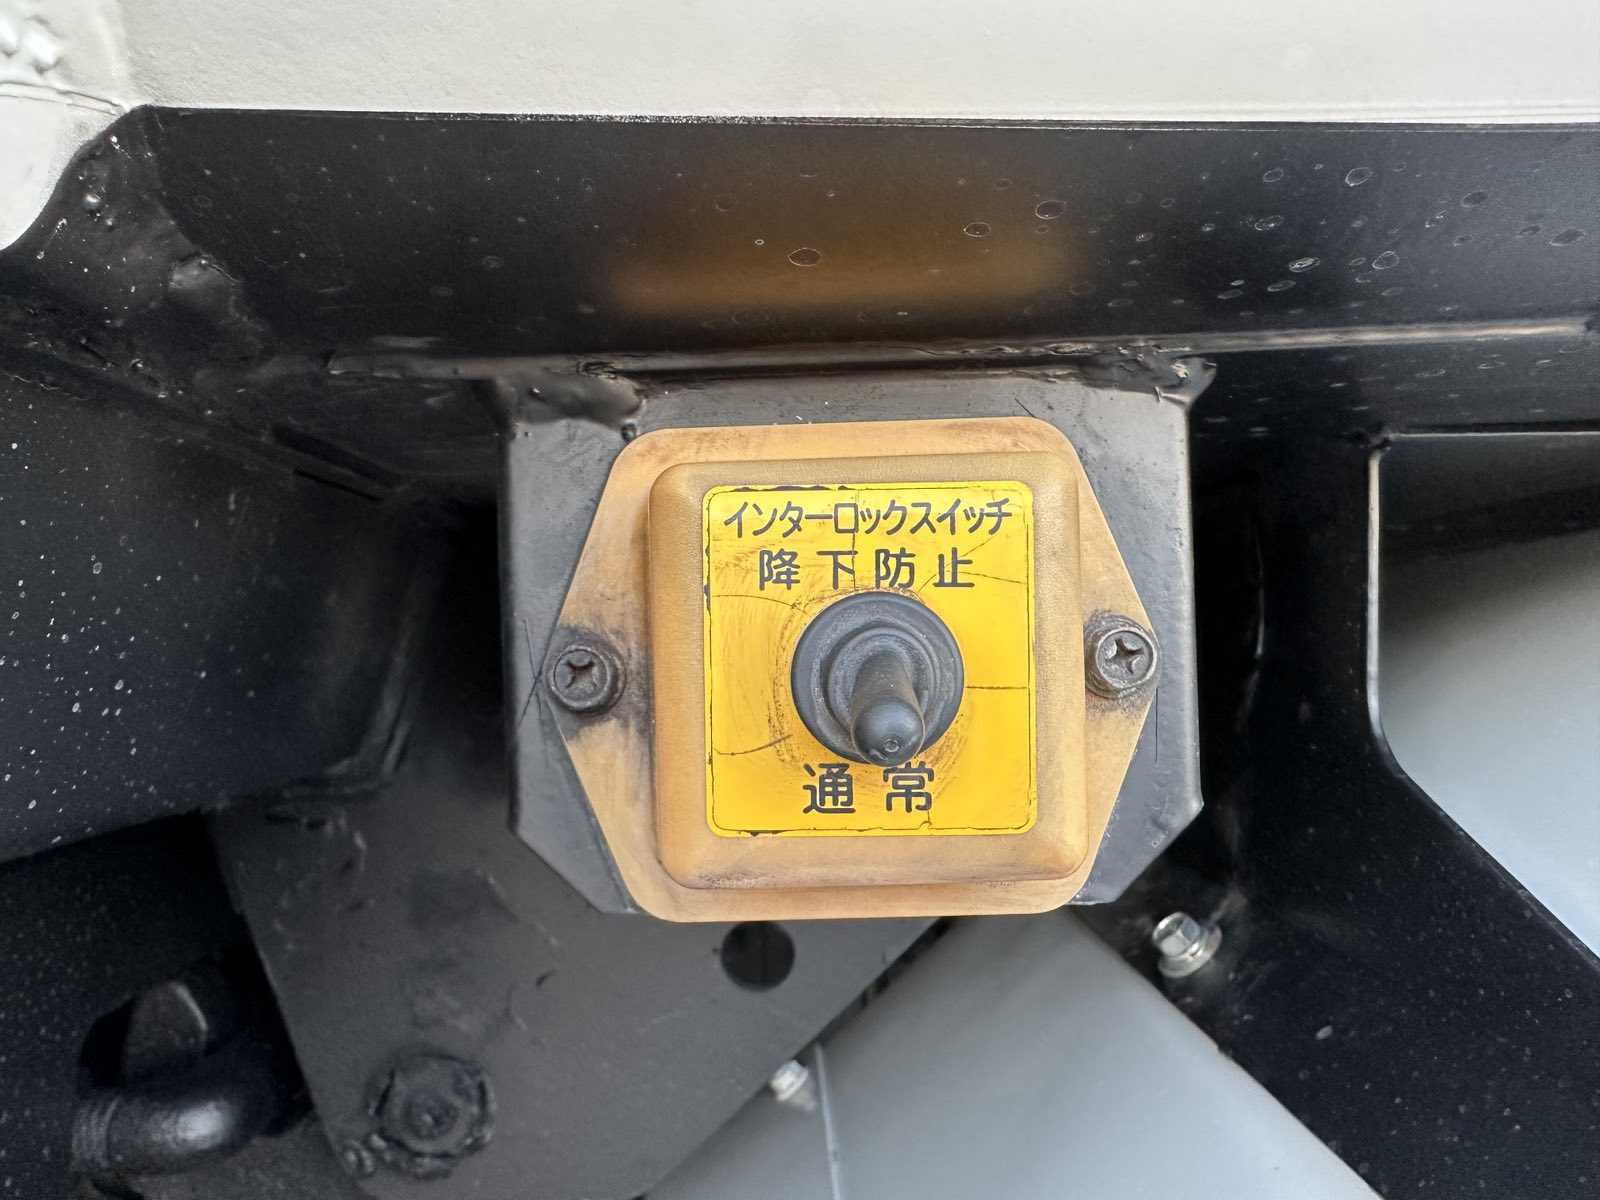 インターロックスイッチ
降下防止
通常